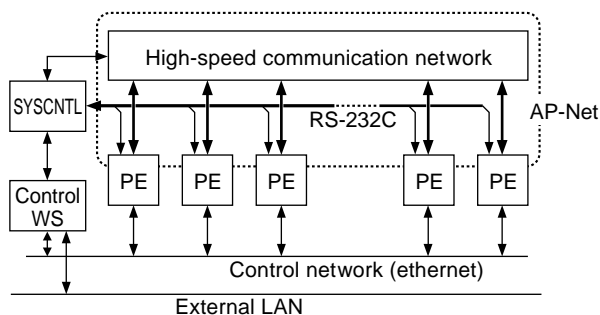 High-speed communication network
SYSCNTL
RS-232C
AP-Net
PE
PE
PE
PE
PE
Control
WS
Control network (ethernet)
External LAN